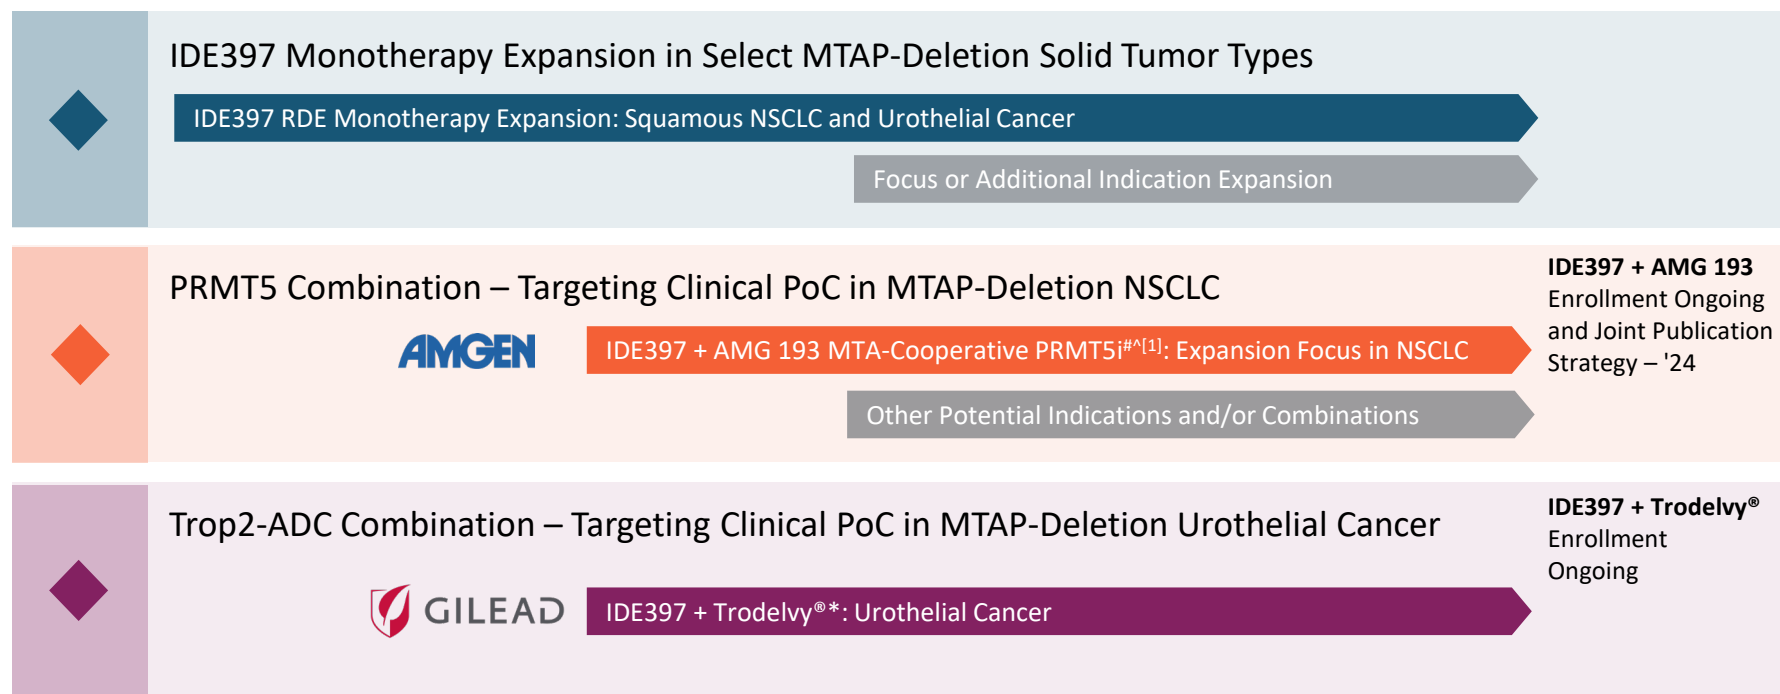 IDE397 Monotherapy Expansion in Select MTAP-Deletion Solid Tumor Types
IDE397 RDE Monotherapy Expansion: Squamous NSCLC and Urothelial Cancer
Focus or Additional Indication Expansion
PRMT5 Combination – Targeting Clinical PoC in MTAP-Deletion NSCLC
AMGEN
IDE397 + AMG 193 MTA-Cooperative PRMT5i#^[1]: Expansion Focus in NSCLC
Other Potential Indications and/or Combinations
IDE397 + AMG 193
Enrollment Ongoing
and Joint Publication
Strategy – '24
Trop2-ADC Combination – Targeting Clinical PoC in MTAP-Deletion Urothelial Cancer
GILEAD
IDE397 + Trodelvy®*: Urothelial Cancer
IDE397 + Trodelvy®
Enrollment
Ongoing